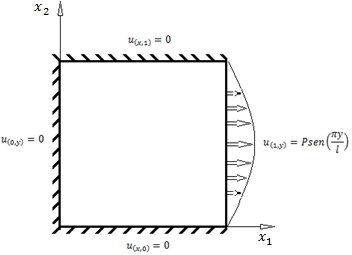 x₂
u₍ₓ,₁₎ = 0
u₍₀,y₎ = 0
u₍₁,y₎ = Psen(πy/l)
x₁
u₍ₓ,₀₎ = 0